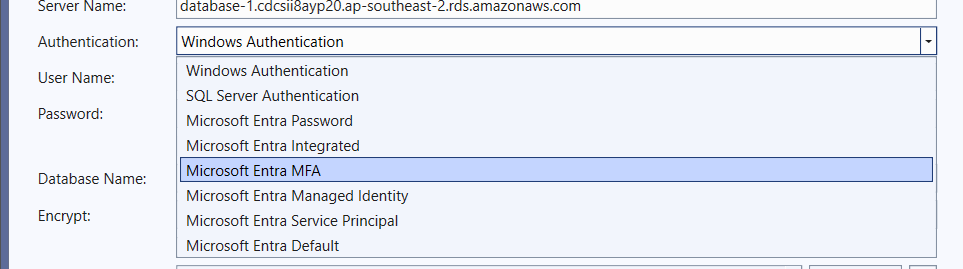 Server Name: database-1.cdcsii8ayp20.ap-southeast-2.rds.amazonaws.com
Authentication: Windows Authentication
Windows Authentication
User Name:
SQL Server Authentication
Password:
Microsoft Entra Password
Microsoft Entra Integrated
Microsoft Entra MFA
Database Name:
Microsoft Entra Managed Identity
Encrypt:
Microsoft Entra Service Principal
Microsoft Entra Default